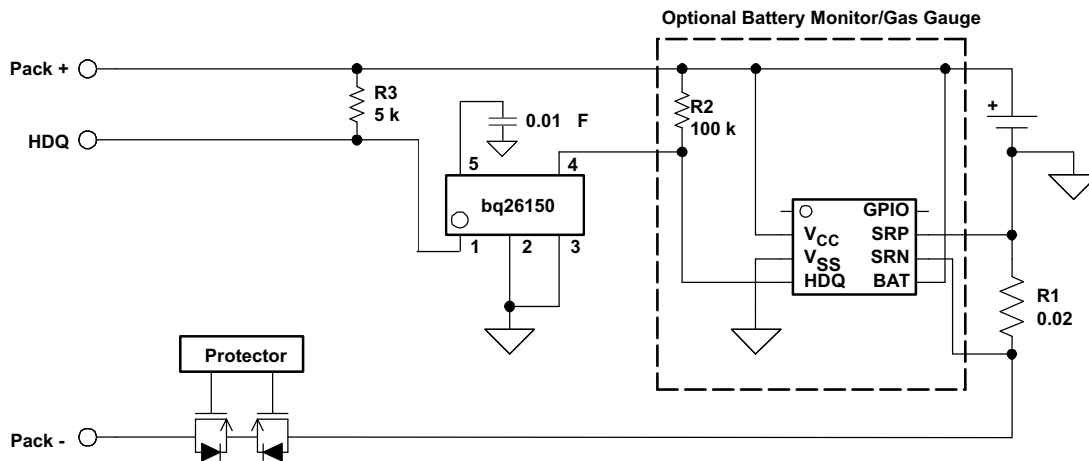 Optional Battery Monitor/Gas Gauge
Pack +
R3
5 k
HDQ
0.01 F
5
4
bq26150
1
2
3
R2
100 k
+
GPIO
VCC
SRP
VSS
SRN
HDQ
BAT
R1
0.02
Protector
Pack -